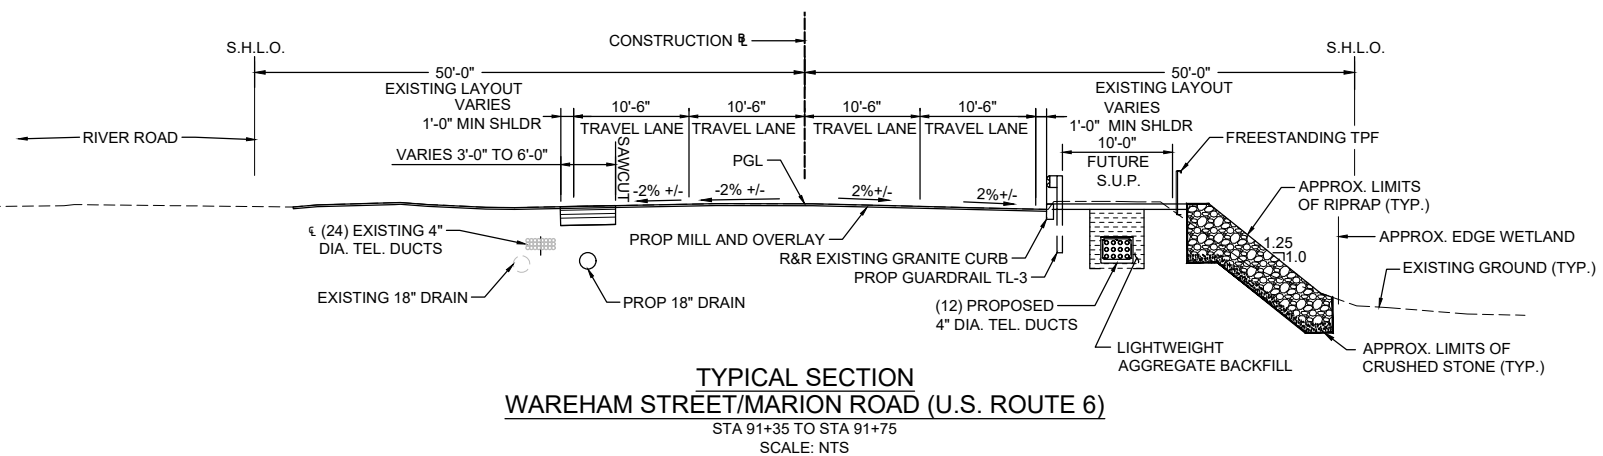 CONSTRUCTION ℄
S.H.L.O.
S.H.L.O.
50'-0"
50'-0"
EXISTING LAYOUT
EXISTING LAYOUT
VARIES
1'-0" MIN SHLDR
10'-6"
TRAVEL LANE
10'-6"
TRAVEL LANE
10'-6"
TRAVEL LANE
10'-6"
TRAVEL LANE
VARIES
1'-0" MIN SHLDR
RIVER ROAD
VARIES 3'-0" TO 6'-0"
SAWCUT
PGL
10'-0"
FUTURE
S.U.P.
FREESTANDING TPF
-2% +/-
-2% +/-
2%+/-
2%+/-
APPROX. LIMITS
OF RIPRAP (TYP.)
℄ (24) EXISTING 4"
DIA. TEL. DUCTS
PROP MILL AND OVERLAY
R&R EXISTING GRANITE CURB
PROP GUARDRAIL TL-3
1.25
1.0
APPROX. EDGE WETLAND
EXISTING GROUND (TYP.)
EXISTING 18" DRAIN
PROP 18" DRAIN
(12) PROPOSED
4" DIA. TEL. DUCTS
LIGHTWEIGHT
AGGREGATE BACKFILL
APPROX. LIMITS OF
CRUSHED STONE (TYP.)
TYPICAL SECTION
WAREHAM STREET/MARION ROAD (U.S. ROUTE 6)
STA 91+35 TO STA 91+75
SCALE: NTS